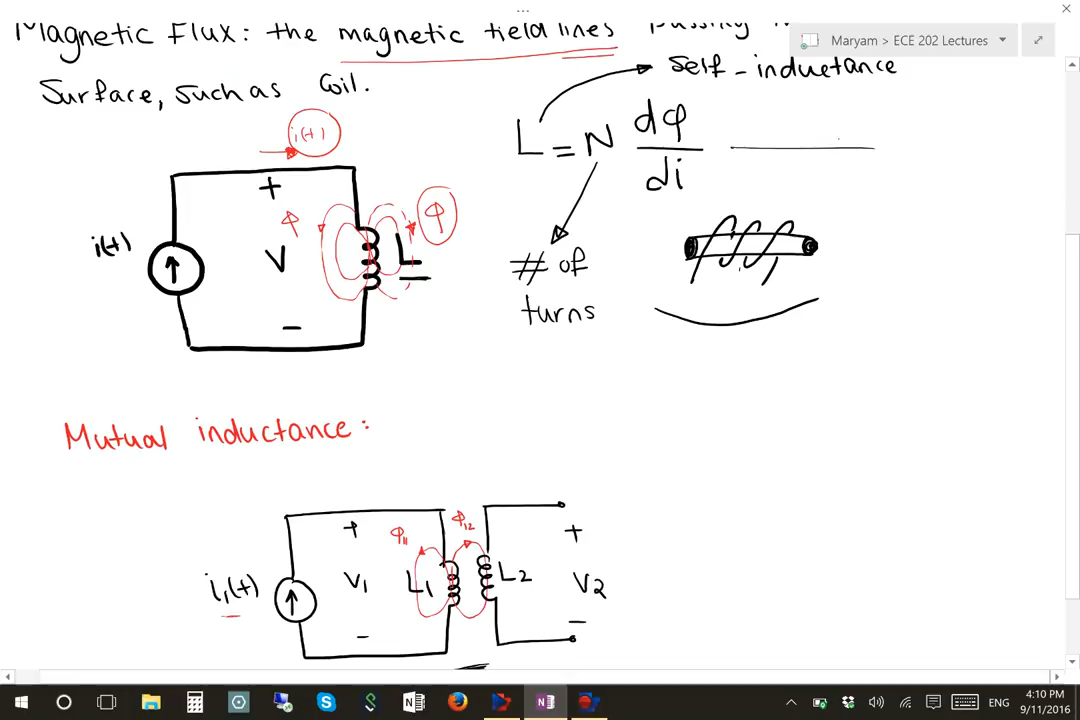 Magnetic Flux: the magnetic field lines passing
Maryam > ECE 202 Lectures
Surface, such as Coil.
self-inductance
i(t)
L = N dφ/di
+
φ
φ
i(t)
V
L
# of
turns
-
Mutual inductance:
+
φ11
φ12
+
i1(t)
V1
L1
L2
V2
-
-
ENG
4:10 PM
9/11/2016